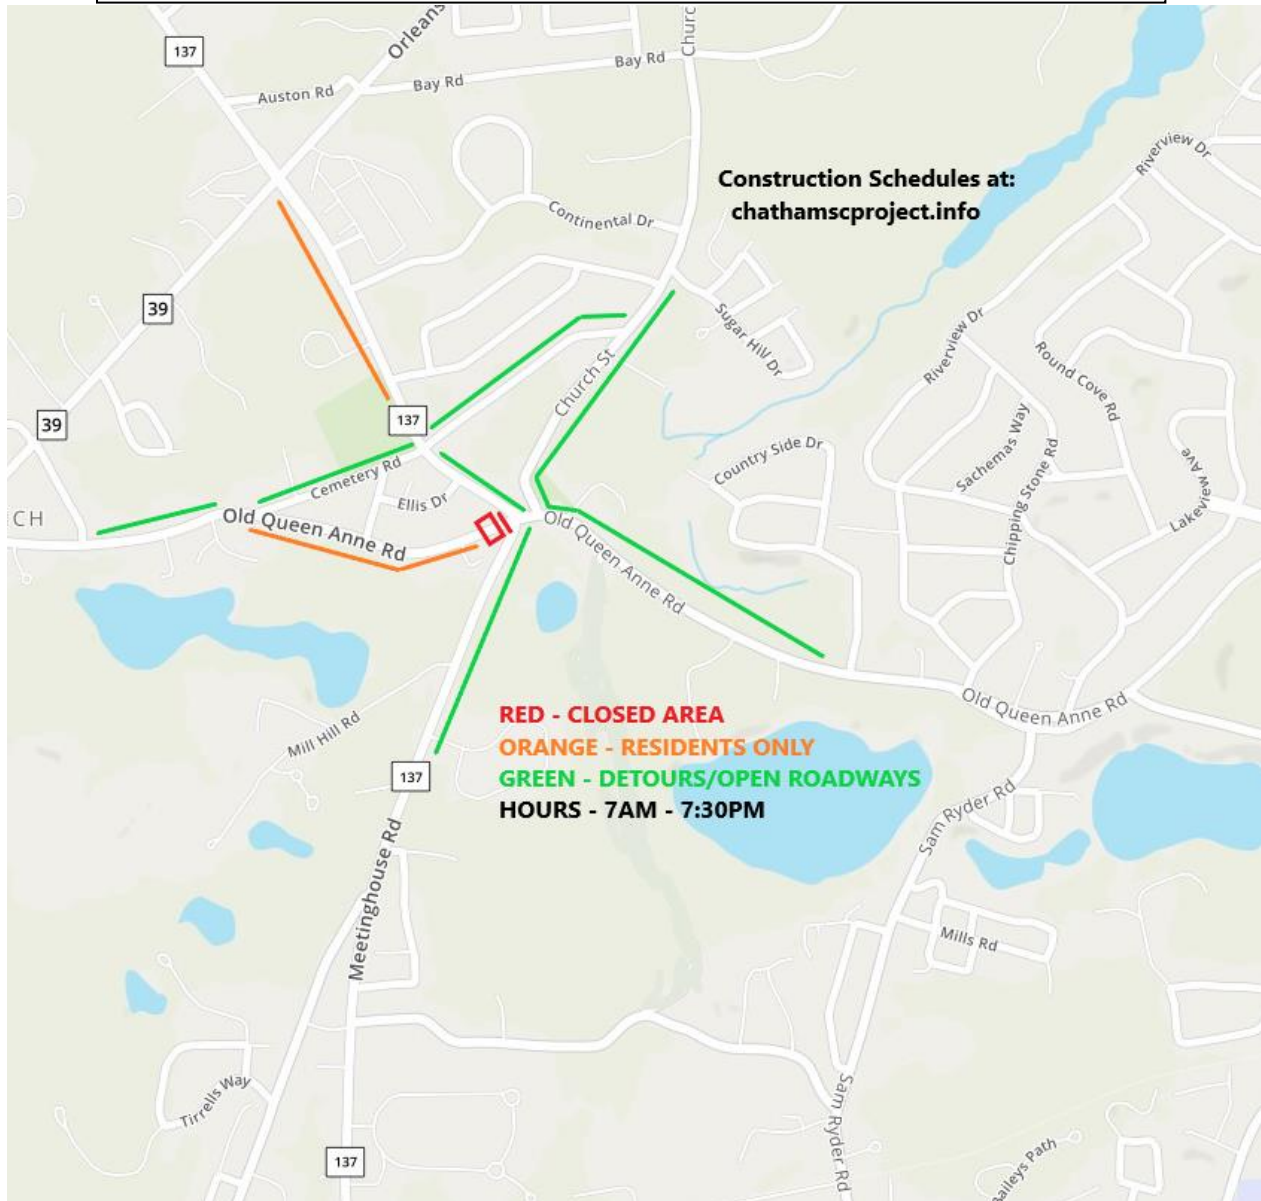 137
Orleans
Churc
Bay Rd
Auston Rd
Bay Rd
Riverview Dr
Construction Schedules at:
chathamscproject.info
Continental Dr
39
Sugar Hill Dr
Riverview Dr
Round Cove Rd
Church St
39
137
Sachemas Way
Country Side Dr
Chipping Stone Rd
Lakeview Ave
Cemetery Rd
Ellis Dr
CH
Old Queen Anne Rd
Old Queen Anne Rd
Old Queen Anne Rd
Mill Hill Rd
RED - CLOSED AREA
ORANGE - RESIDENTS ONLY
GREEN - DETOURS/OPEN ROADWAYS
HOURS - 7AM - 7:30PM
137
Sam Ryder Rd
Meetinghouse Rd
Mills Rd
Tirrells Way
Sam Ryder Rd
137
Baileys Path